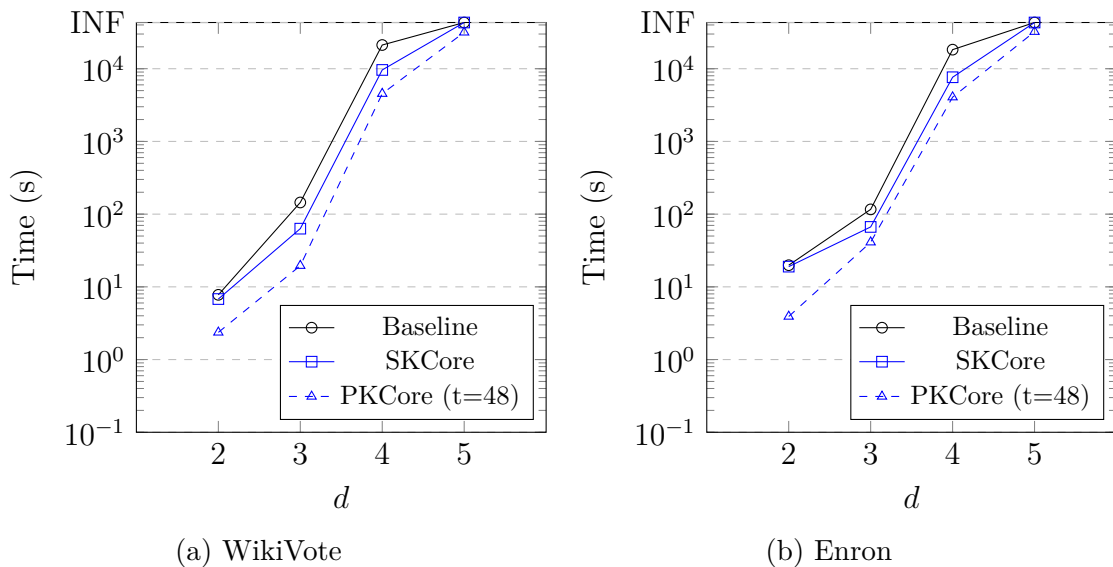 INF
10^4
10^3
10^2
10^1
10^0
10^−1
Time (s)
2 3 4 5
d
Baseline
SKCore
PKCore (t=48)
(a) WikiVote
INF
10^4
10^3
10^2
10^1
10^0
10^−1
Time (s)
2 3 4 5
d
Baseline
SKCore
PKCore (t=48)
(b) Enron